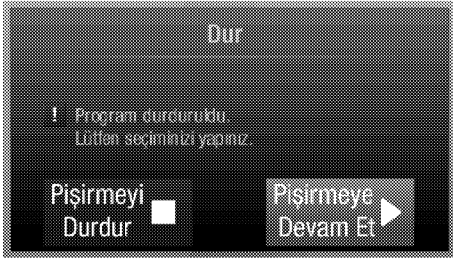 Dur
! Program durduruldu.
Lütfen seçiminizi yapınız.
Pişirmeyi
Durdur
Pişirmeye
Devam Et